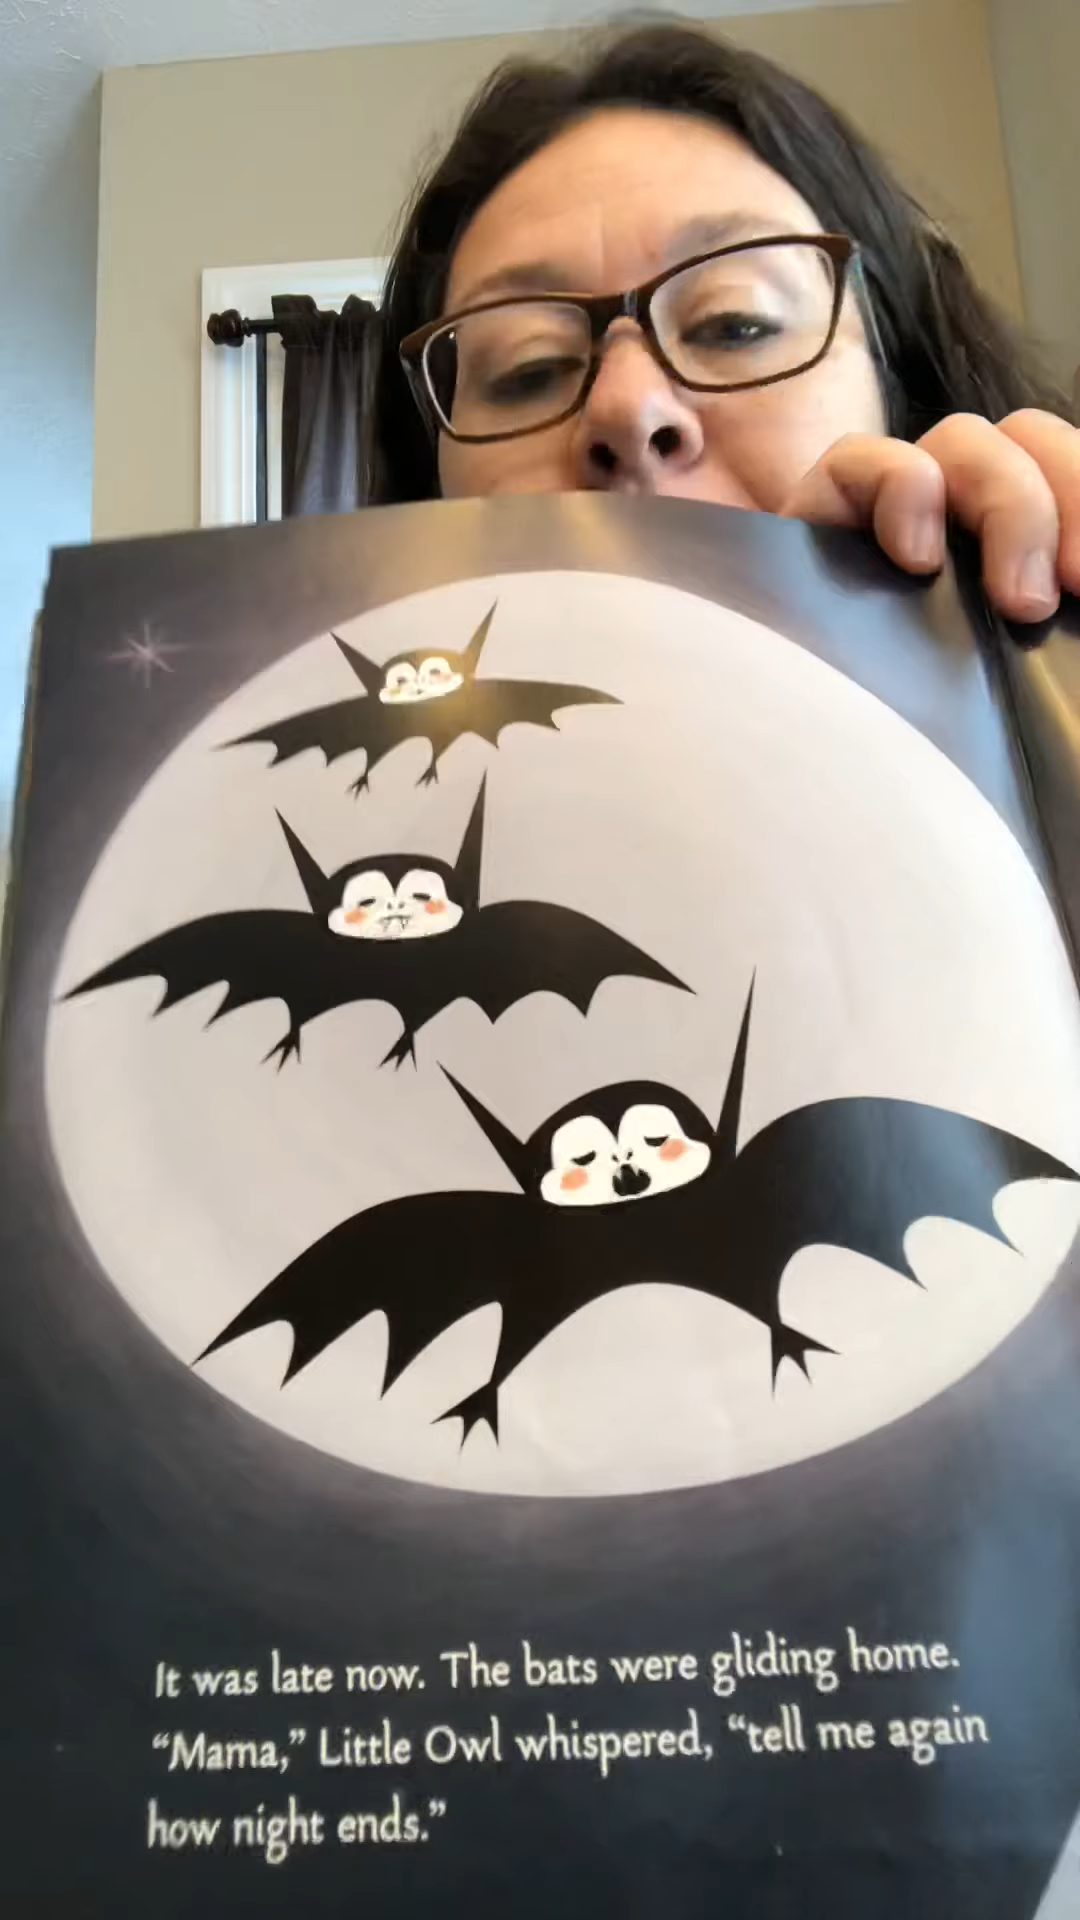 It was late now. The bats were gliding home.
“Mama,” Little Owl whispered, “tell me again
how night ends.”